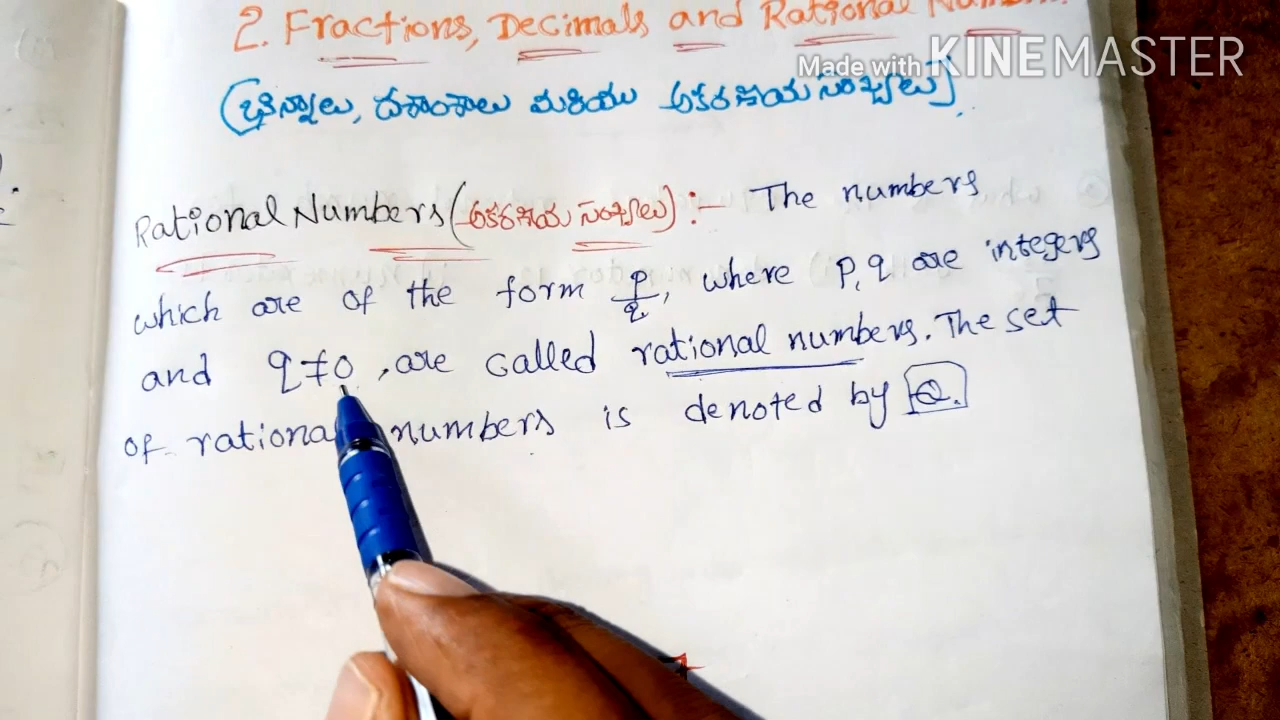 2. Fractions, Decimals and Rational Numbers
Made with KINEMASTER
(భిన్నాలు, దశాంశాలు మరియు అకరణీయ సంఖ్యలు).
Rational Numbers (అకరణీయ సంఖ్యలు) :- The numbers
which are of the form p/q, where p, q are integers
and q≠0, are called rational numbers. The set
of rational numbers is denoted by Q.